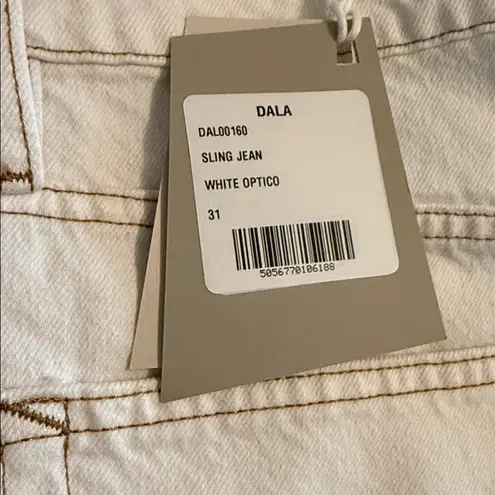 DALA
DAL00160
SLING JEAN
WHITE OPTICO
31
5056770106188